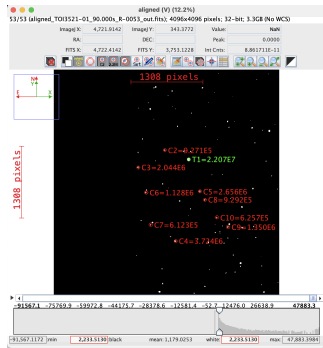 aligned (V) (12.2%)
53/53 (aligned_TOI3521-01_90.000s_R-0053_out.fits); 4096x4096 pixels; 32-bit; 3.3GB (No WCS)
ImageJ X: 4,721.9142 ImageJ Y: 343.3772 Value: NaN
RA: DEC: Peak: 0.0000
FITS X: 4,722.4142 FITS Y: 3,753.1228 Int Cnts: 8.861711E-11
1308 pixels
N
E
1308 pixels
C2=9.271E5
T1=2.207E7
C3=2.044E6
C6=1.128E6
C5=2.656E6
C8=9.292E5
C10=6.257E5
C7=6.123E5
C9=1.350E6
C4=3.724E6
-91567.1 -75769.9 -59972.8 -44175.7 -28378.6 -12581.4 -52.7 12476.0 26638.9 47883.3
-91,567.1172 :min 2,233.5130 :black mean: 1,179.0253 white: 12,233.5130 max: 47,883.3984